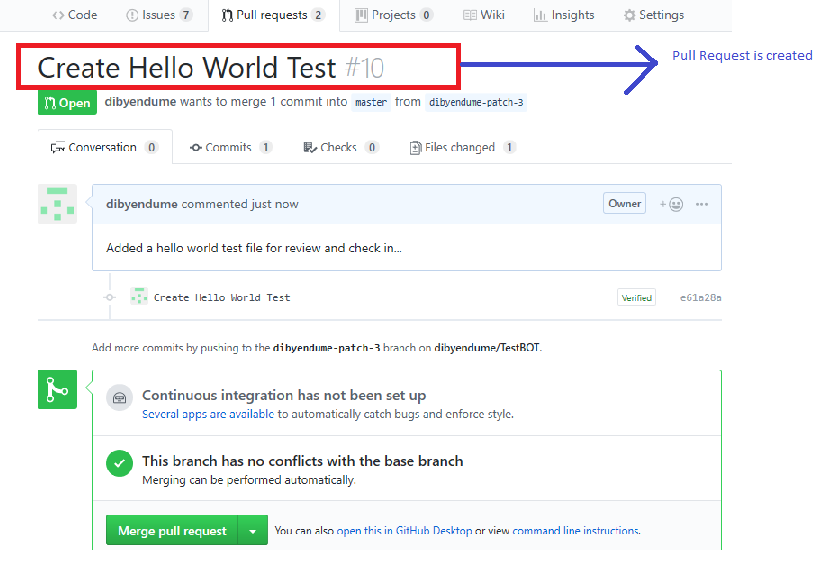 Code Issues 7 Pull requests 2 Projects 0 Wiki Insights Settings
Create Hello World Test #10
Pull Request is created
Open dibyendume wants to merge 1 commit into master from dibyendume-patch-3
Conversation 0 Commits 1 Checks 0 Files changed 1
dibyendume commented just now Owner
Added a hello world test file for review and check in...
Create Hello World Test Verified e61a28a
Add more commits by pushing to the dibyendume-patch-3 branch on dibyendume/TestBOT.
Continuous integration has not been set up
Several apps are available to automatically catch bugs and enforce style.
This branch has no conflicts with the base branch
Merging can be performed automatically.
Merge pull request You can also open this in GitHub Desktop or view command line instructions.